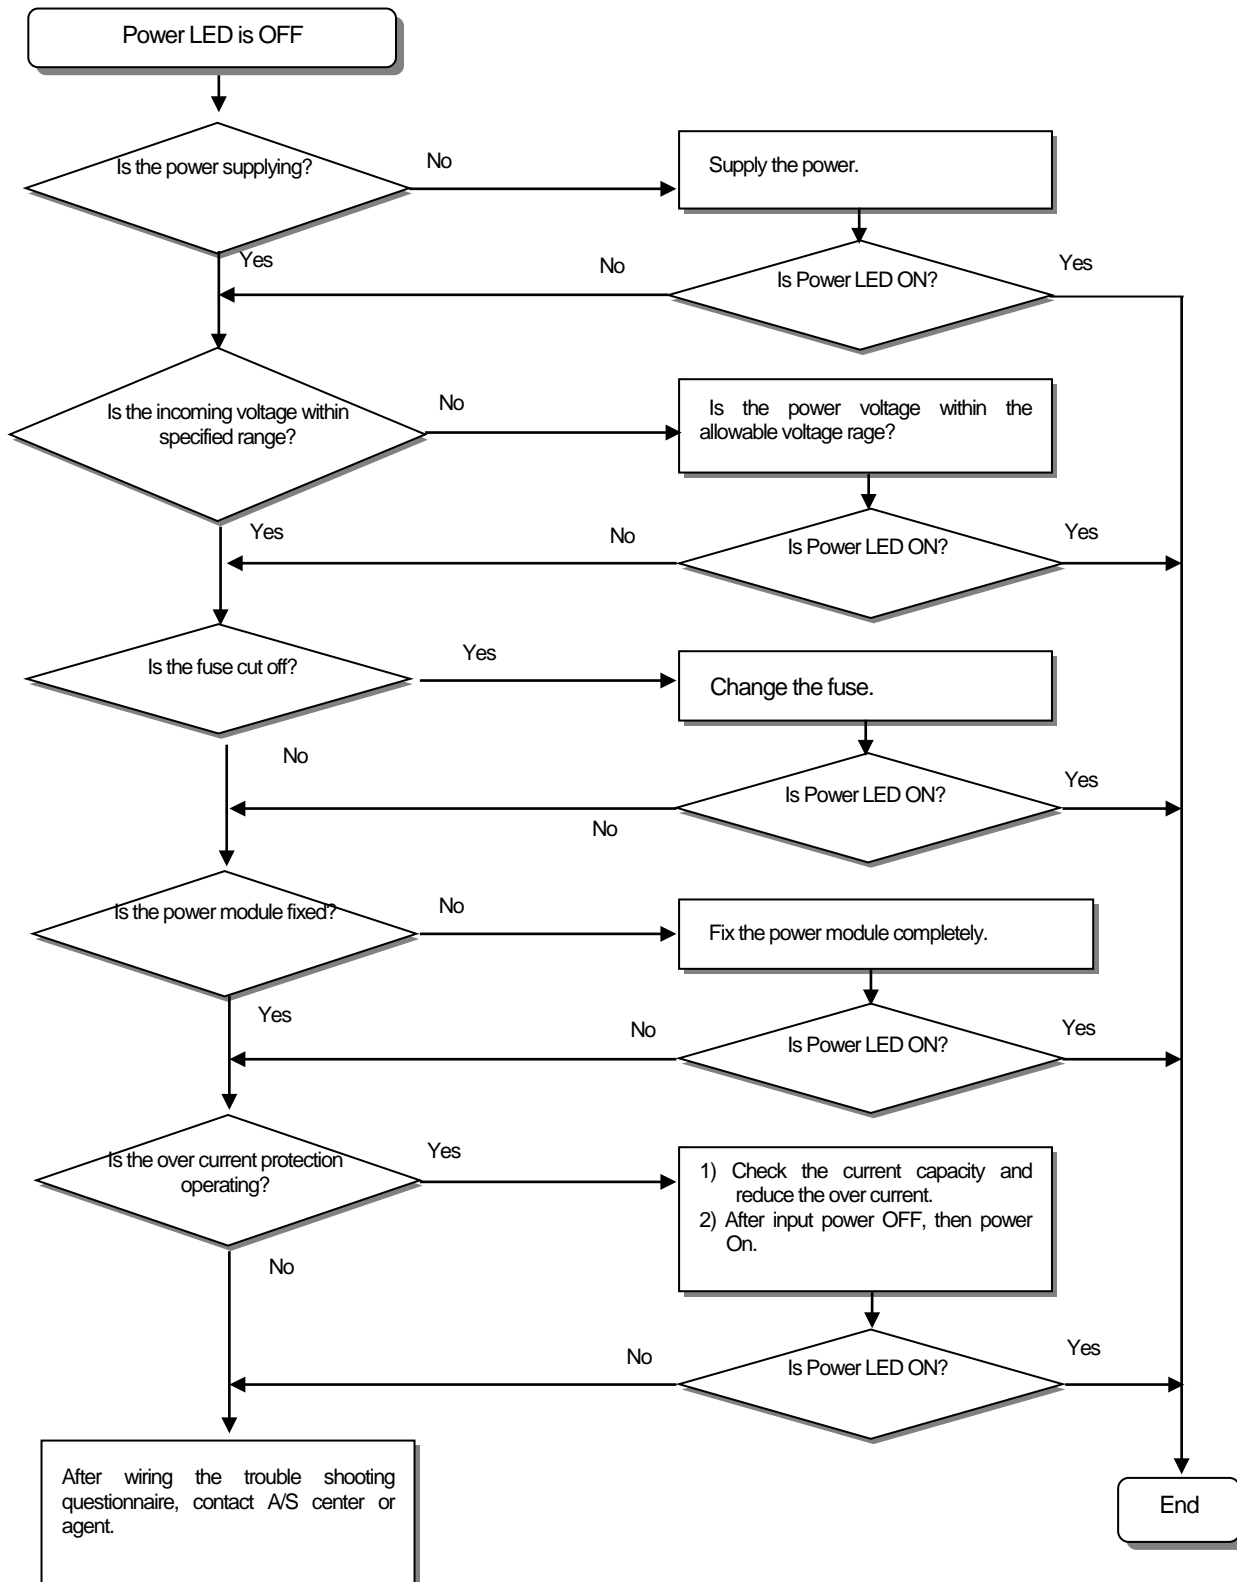 Power LED is OFF
Is the power supplying?
No
Supply the power.
Yes
No
Is Power LED ON?
Yes
Is the incoming voltage within
specified range?
No
Is the power voltage within the
allowable voltage rage?
Yes
No
Is Power LED ON?
Yes
Is the fuse cut off?
Yes
Change the fuse.
No
No
Is Power LED ON?
Yes
Is the power module fixed?
No
Fix the power module completely.
Yes
No
Is Power LED ON?
Yes
Is the over current protection
operating?
Yes
1) Check the current capacity and
reduce the over current.
2) After input power OFF, then power
On.
No
No
Is Power LED ON?
Yes
After wiring the trouble shooting
questionnaire, contact A/S center or
agent.
End